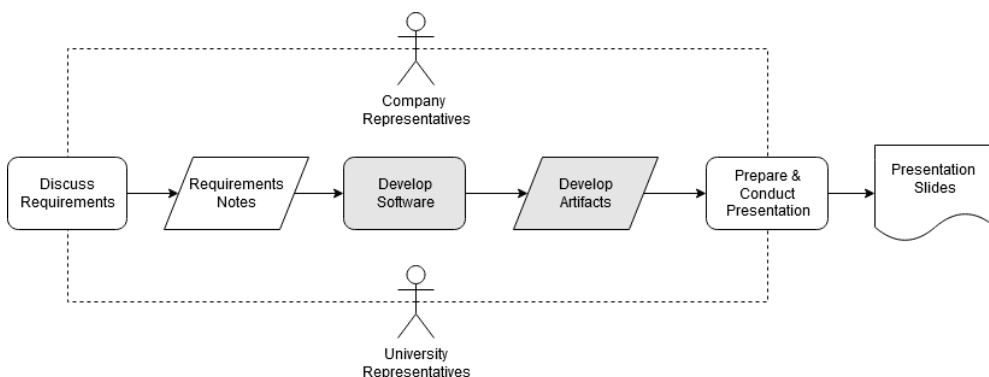 Company
Representatives
Discuss
Requirements
Requirements
Notes
Develop
Software
Develop
Artifacts
Prepare &
Conduct
Presentation
Presentation
Slides
University
Representatives